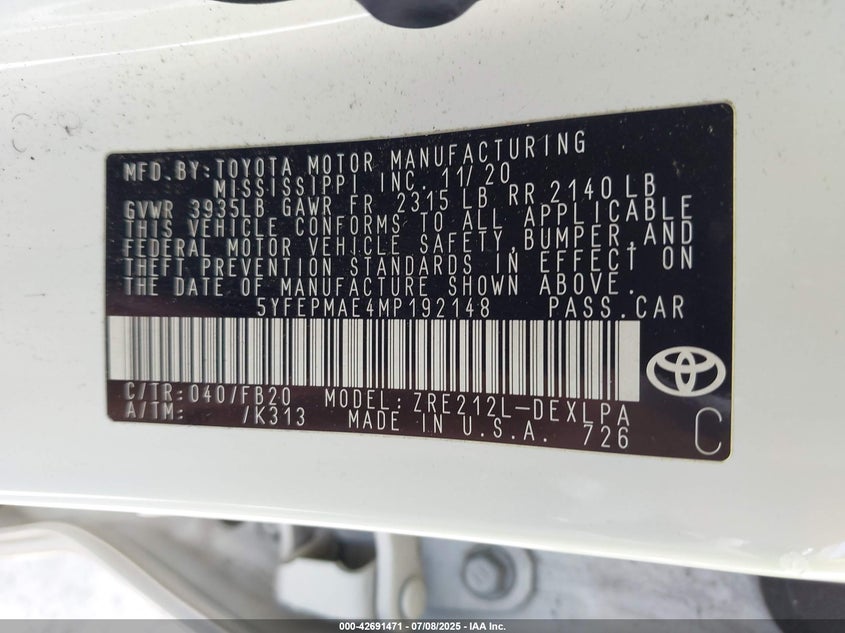 MFD. BY: TOYOTA MOTOR MANUFACTURING
MISSISSIPPI INC. 11/20
GVWR 3935LB GAWR FR 2315 LB RR 2140 LB
THIS VEHICLE CONFORMS TO ALL APPLICABLE
FEDERAL MOTOR VEHICLE SAFETY, BUMPER, AND
THEFT PREVENTION STANDARDS IN EFFECT ON
THE DATE OF MANUFACTURE SHOWN ABOVE.
5YFEPMAE4MP192148 PASS. CAR
C/TR: 040/FB20 MODEL: ZRE212L-DEXLPA
A/TM: /K313 MADE IN U.S.A. 726
C
000-42691471 - 07/08/2025 - IAA Inc.